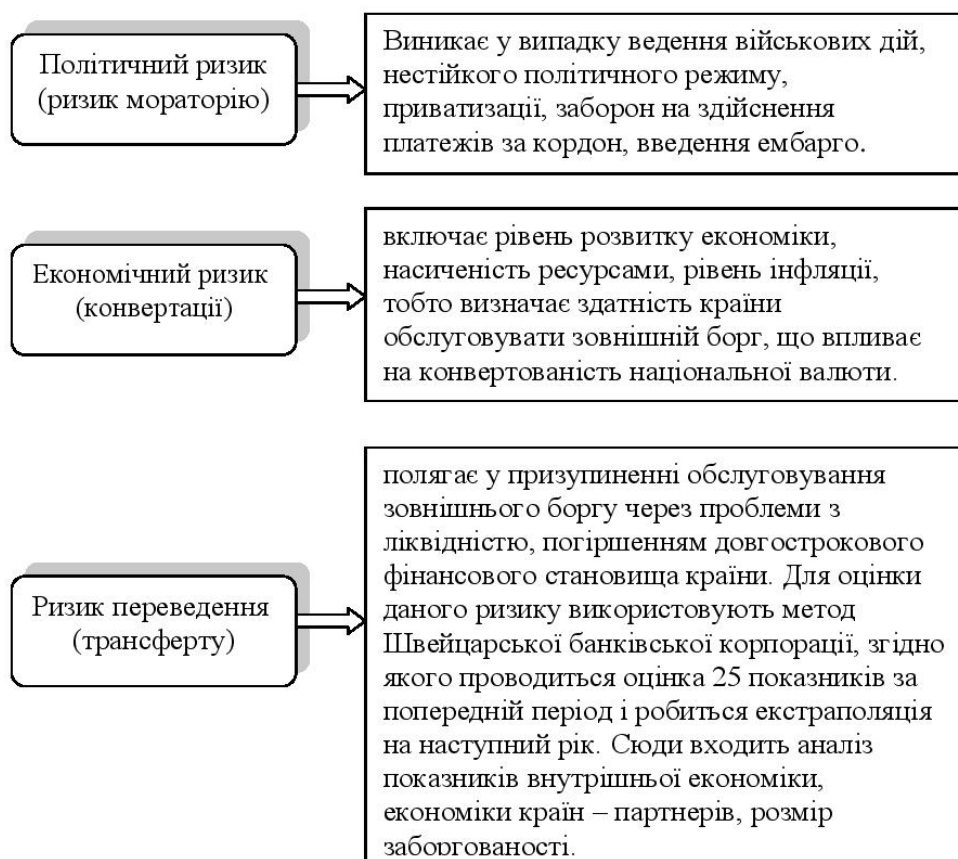 Політичний ризик
(ризик мораторію)
Виникає у випадку ведення військових дій,
нестійкого політичного режиму,
приватизації, заборон на здійснення
платежів за кордон, введення ембарго.
Економічний ризик
(конвертації)
включає рівень розвитку економіки,
насиченість ресурсами, рівень інфляції,
тобто визначає здатність країни
обслуговувати зовнішній борг, що впливає
на конвертованість національної валюти.
Ризик переведення
(трансферту)
полягає у призупиненні обслуговування
зовнішнього боргу через проблеми з
ліквідністю, погіршенням довгострокового
фінансового становища країни. Для оцінки
даного ризику використовують метод
Швейцарської банківської корпорації, згідно
якого проводиться оцінка 25 показників за
попередній період і робиться екстраполяція
на наступний рік. Сюди входить аналіз
показників внутрішньої економіки,
економіки країн – партнерів, розмір
заборгованості.